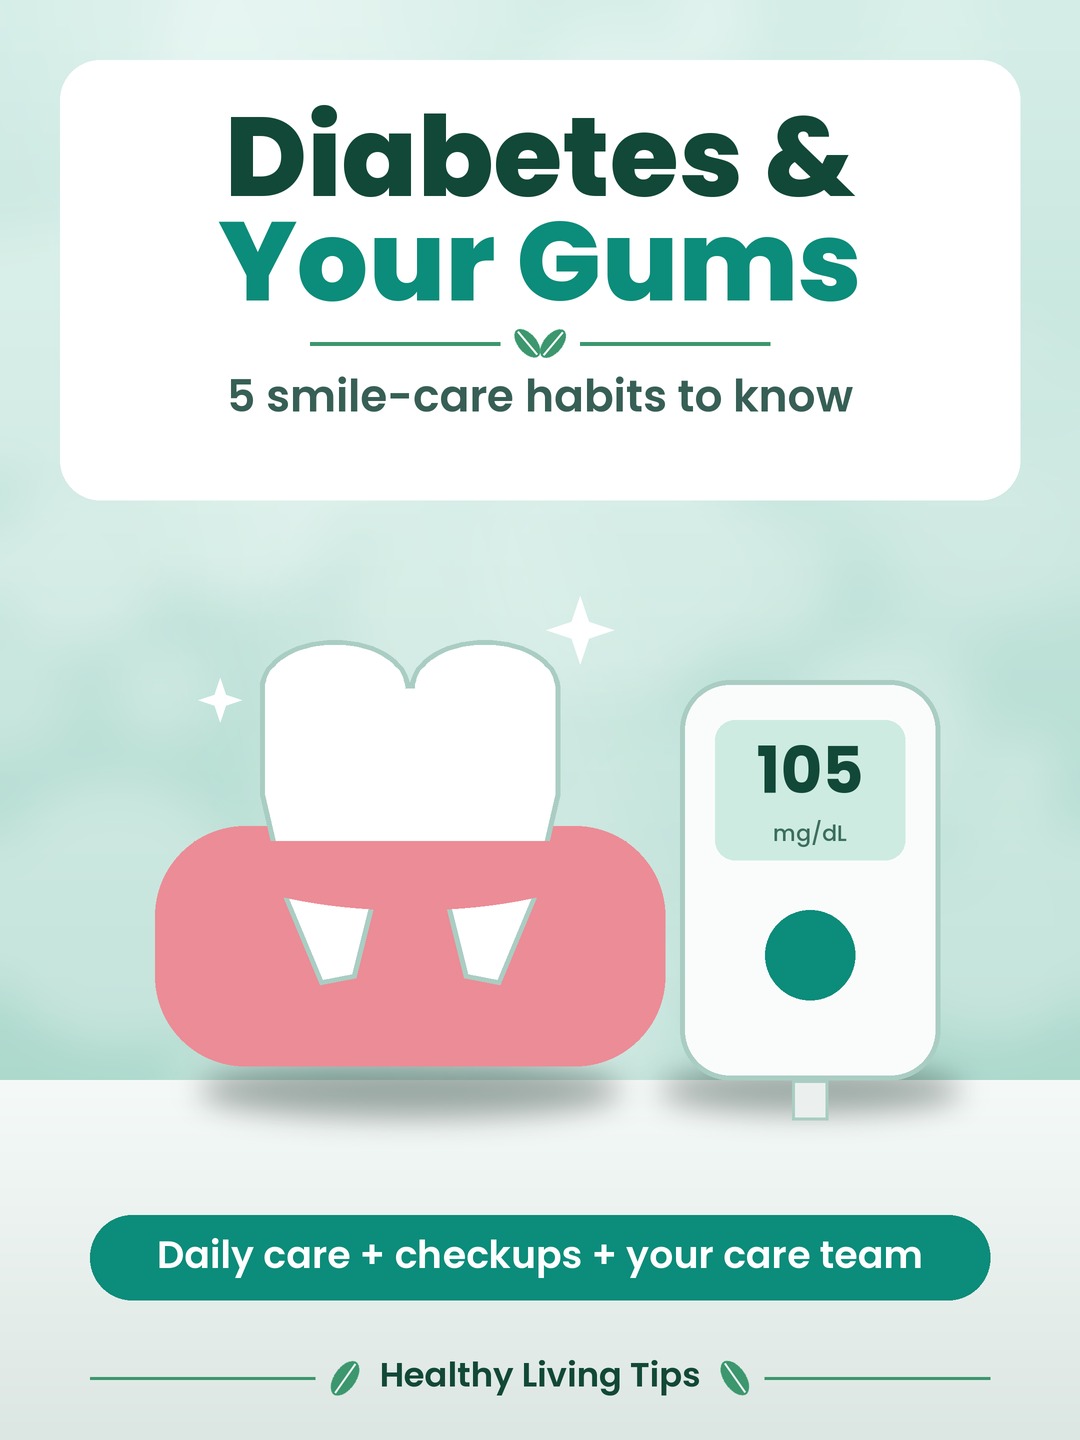 Diabetes &
Your Gums
5 smile-care habits to know
105
mg/dL
Daily care + checkups + your care team
Healthy Living Tips